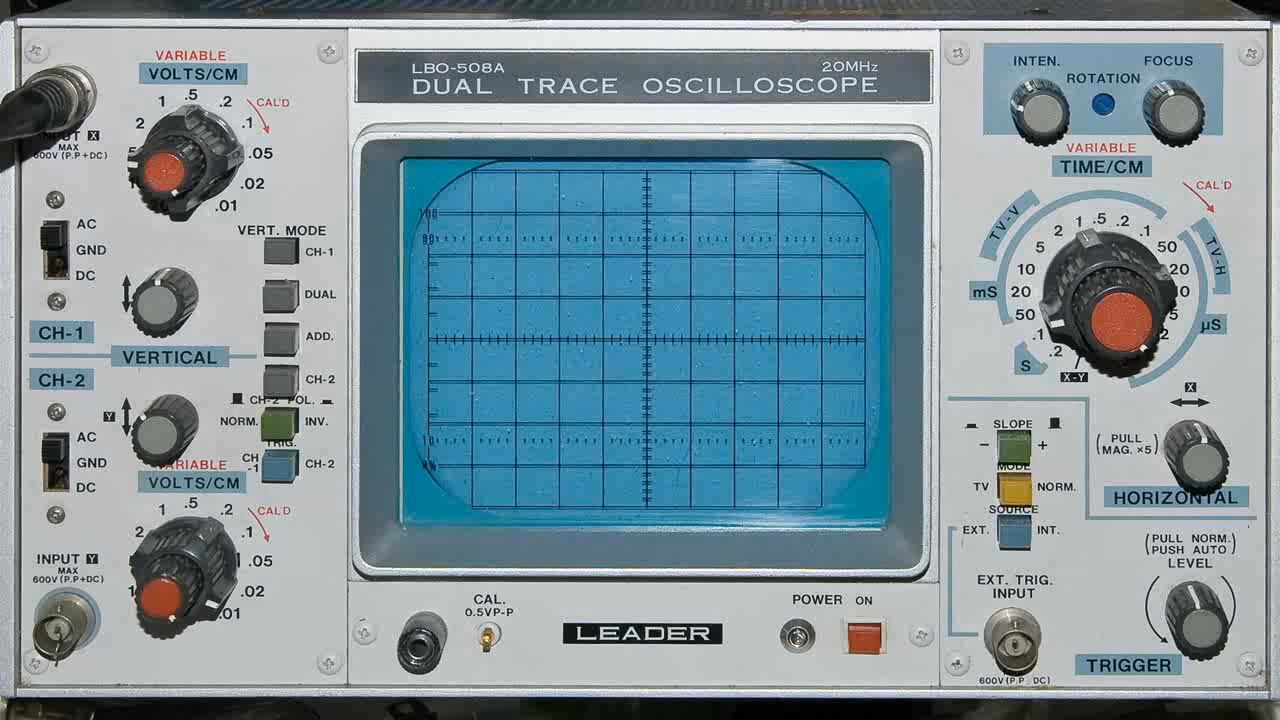 VARIABLE
VOLTS/CM
1 .5 .2
CAL'D
2 .1
5 .05
.02
.01
INPUT X
MAX
600V (P.P+DC)
AC
GND
DC
CH-1
VERTICAL
CH-2
Y
AC
GND
DC
VERT. MODE
CH-1
DUAL
ADD.
CH-2
CH-2 POL.
NORM. INV.
TRIG.
CH
-1
CH-2
VARIABLE
VOLTS/CM
1 .5 .2
CAL'D
2 .1
.05
.02
.01
INPUT Y
MAX
600V (P.P+DC)
LBO-508A 20MHz
DUAL TRACE OSCILLOSCOPE
100
90
10
0%
CAL.
0.5VP-P
LEADER
POWER ON
INTEN. FOCUS
ROTATION
VARIABLE
TIME/CM
CAL'D
TV-V
TV-H
1 .5 .2
5 2 .1 50
10 20
mS 20 10
50 µS
.1 2
S .2
X-Y
X
SLOPE
- +
MODE
TV NORM.
SOURCE
EXT. INT.
(PULL
MAG. ×5)
HORIZONTAL
(PULL NORM.
PUSH AUTO)
LEVEL
EXT. TRIG.
INPUT
600V (P.P DC)
TRIGGER